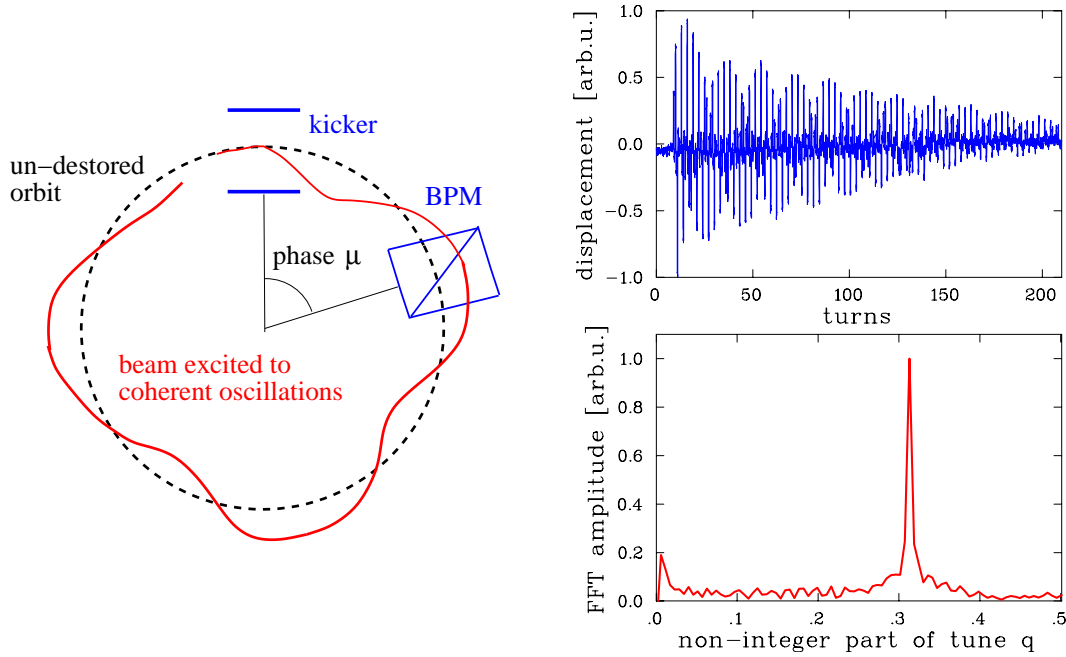 kicker
un-destored
orbit
BPM
phase μ
beam excited to
coherent oscillations
displacement [arb.u.]
1.0
0.5
0.0
−0.5
−1.0
0 50 100 150 200
turns
FFT amplitude [arb.u.]
1.0
0.8
0.6
0.4
0.2
0.0
.0 .1 .2 .3 .4 .5
non-integer part of tune q